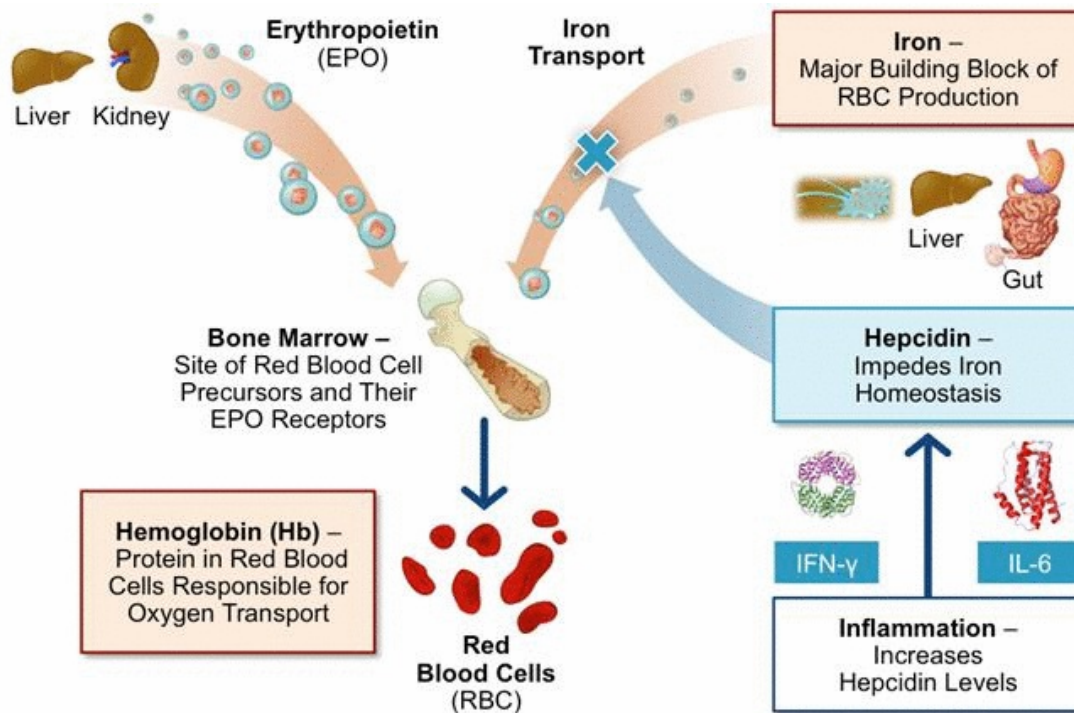 Liver
Kidney
Erythropoietin
(EPO)
Iron
Transport
Iron –
Major Building Block of
RBC Production
Liver
Gut
Bone Marrow –
Site of Red Blood Cell
Precursors and Their
EPO Receptors
Hepcidin –
Impedes Iron
Homeostasis
Hemoglobin (Hb) –
Protein in Red Blood
Cells Responsible for
Oxygen Transport
Red
Blood Cells
(RBC)
IFN-γ
IL-6
Inflammation –
Increases
Hepcidin Levels